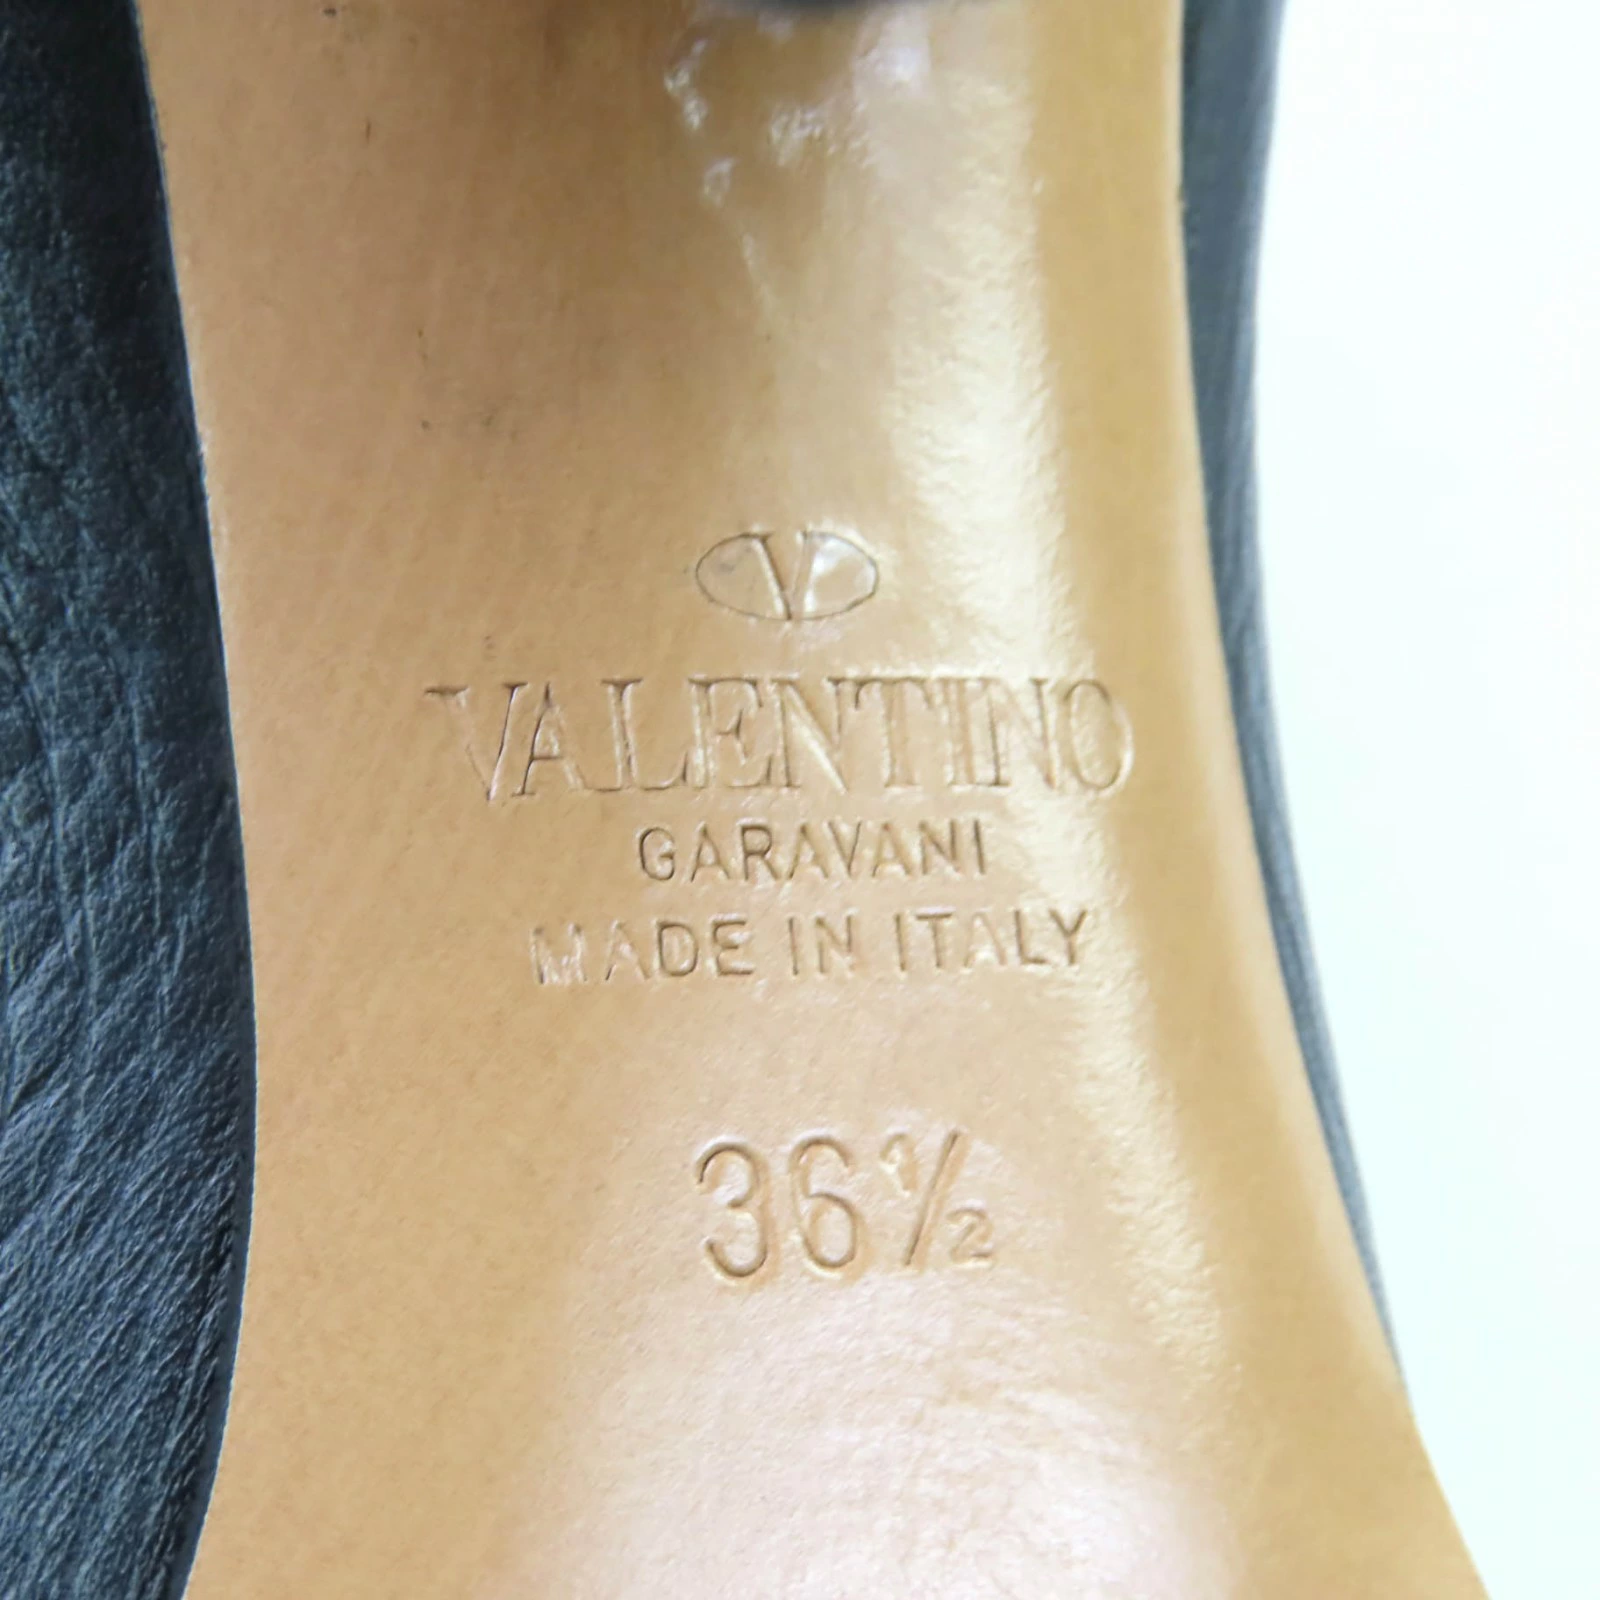 V
VALENTINO
GARAVANI
MADE IN ITALY
36½